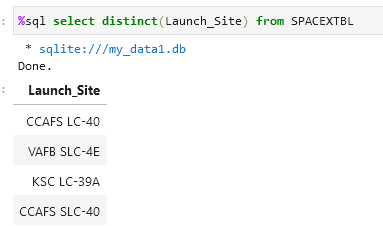 %sql select distinct(Launch_Site) from SPACEXTBL
* sqlite:///my_data1.db
Done.
Launch_Site
CCAFS LC-40
VAFB SLC-4E
KSC LC-39A
CCAFS SLC-40